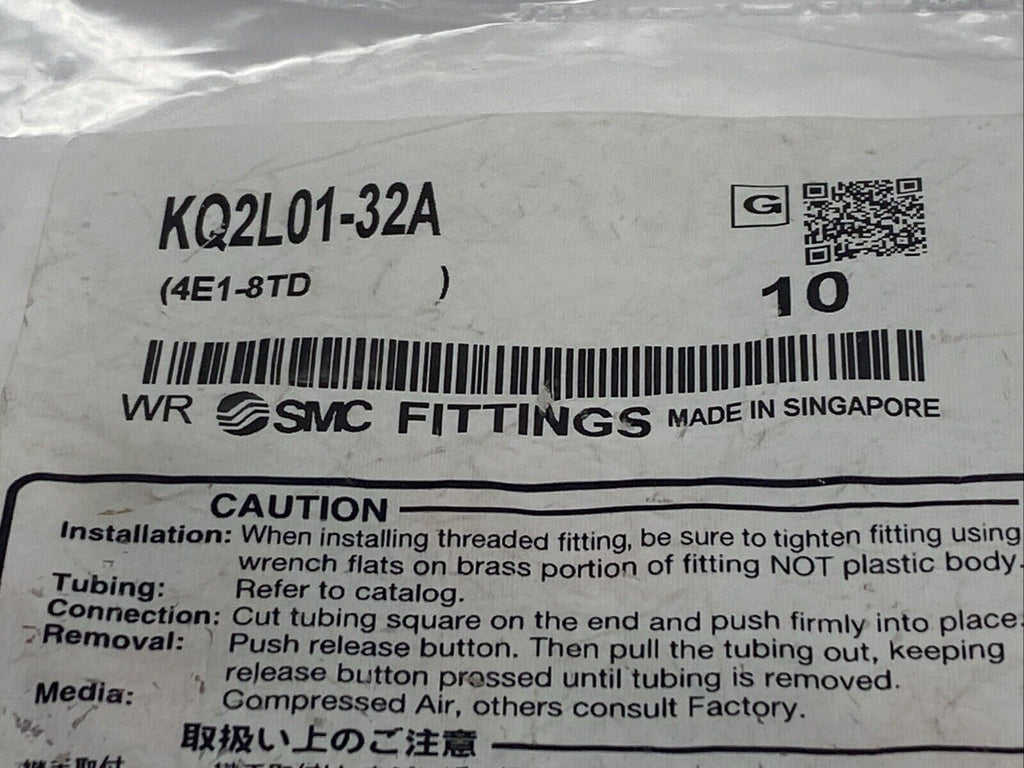 KQ2L01-32A
G
(4E1-8TD )
10
WR SMC FITTINGS MADE IN SINGAPORE
CAUTION
Installation: When installing threaded fitting, be sure to tighten fitting using
wrench flats on brass portion of fitting NOT plastic body.
Tubing: Refer to catalog.
Connection: Cut tubing square on the end and push firmly into place.
Removal: Push release button. Then pull the tubing out, keeping
release button pressed until tubing is removed.
Media: Compressed Air, others consult Factory.
取扱い上のご注意